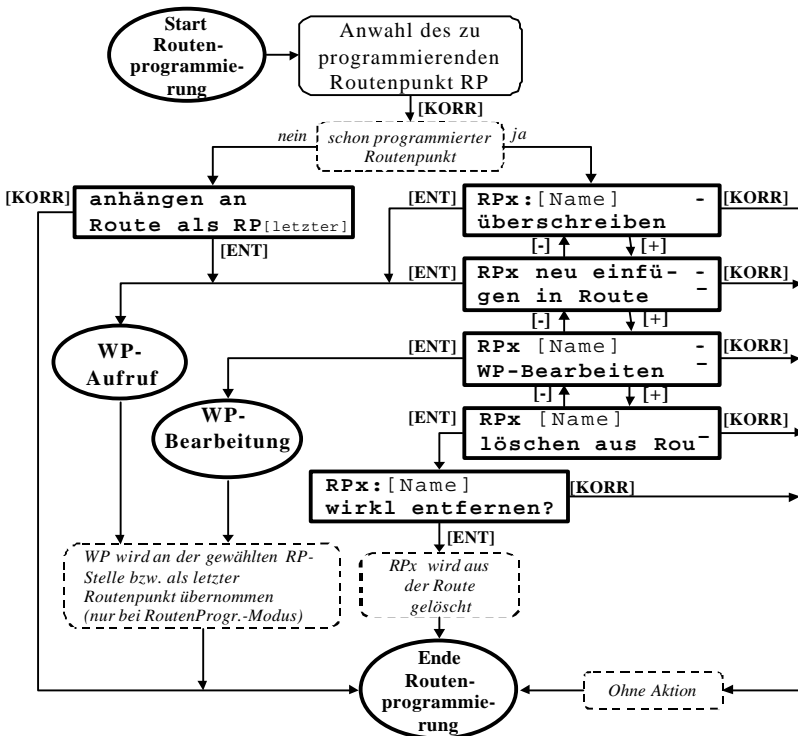 Start
Routen-
programmie-
rung
Anwahl des zu
programmierenden
Routenpunkt RP
[KORR]
nein
schon programmierter
Routenpunkt
ja
[KORR]
anhängen an
Route als RP[letzter]
[ENT]
[ENT]
RPx:[Name] -
überschreiben
[KORR]
[-]
[+]
[ENT]
RPx neu einfü- -
gen in Route -
[KORR]
[-]
[+]
WP-
Aufruf
[ENT]
RPx [Name] -
WP-Bearbeiten -
[KORR]
[-]
[+]
WP-
Bearbeitung
[ENT]
RPx [Name]
löschen aus Rou-
[KORR]
RPx:[Name]
wirkl entfernen?
[KORR]
[ENT]
WP wird an der gewählten RP-
Stelle bzw. als letzter
Routenpunkt übernommen
(nur bei RoutenProgr.-Modus)
RPx wird aus
der Route
gelöscht
Ende
Routen-
programmie-
rung
Ohne Aktion